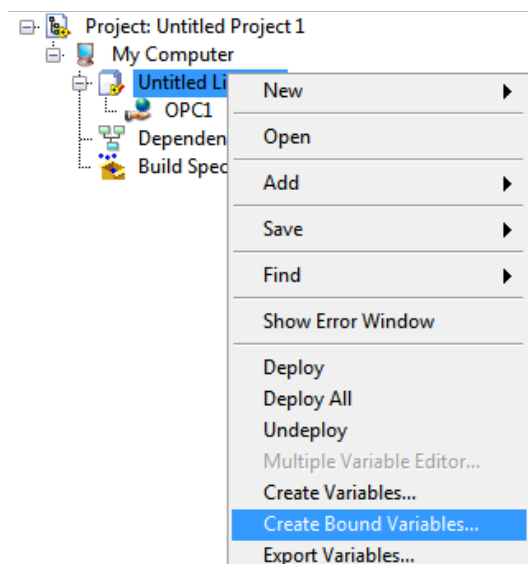 Project: Untitled Project 1
My Computer
Untitled Li
OPC1
Dependen
Build Spec
New
Open
Add
Save
Find
Show Error Window
Deploy
Deploy All
Undeploy
Multiple Variable Editor...
Create Variables...
Create Bound Variables...
Export Variables...